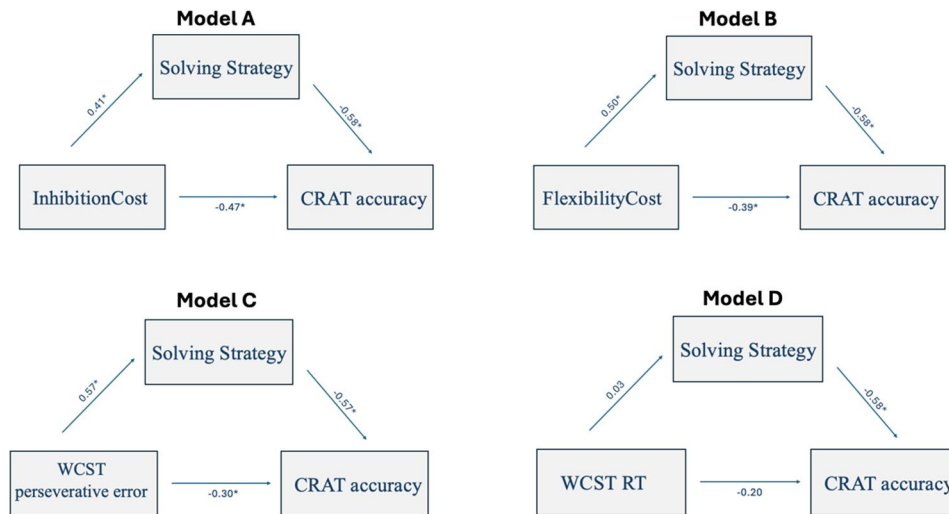 Model A
Solving Strategy
0.41*
-0.58*
InhibitionCost
-0.47*
CRAT accuracy
Model B
Solving Strategy
0.50*
-0.58*
FlexibilityCost
-0.39*
CRAT accuracy
Model C
Solving Strategy
0.57*
-0.57*
WCST
perseverative error
-0.30*
CRAT accuracy
Model D
Solving Strategy
0.03
-0.58*
WCST RT
-0.20
CRAT accuracy